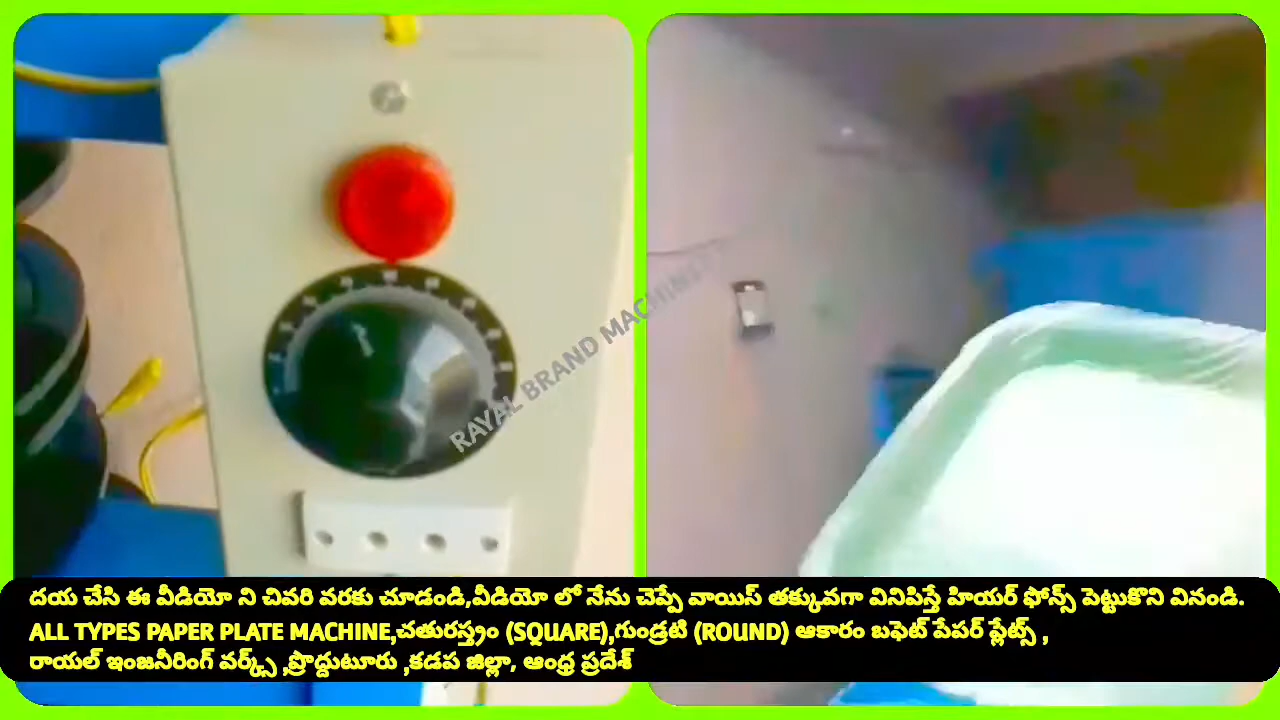 RAYAL BRAND MACHINERY
దయ చేసి ఈ వీడియో ని చివరి వరకు చూడండి,వీడియో లో నేను చెప్పే వాయిస్ తక్కువగా వినిపిస్తే హియర్ ఫోన్స్ పెట్టుకొని వినండి.
ALL TYPES PAPER PLATE MACHINE,చతురస్త్రం (SQUARE),గుండ్రటి (ROUND) ఆకారం బఫెట్ పేపర్ ప్లేట్స్ ,
రాయల్ ఇంజనీరింగ్ వర్క్స్ ,ప్రొద్దుటూరు ,కడప జిల్లా, ఆంధ్ర ప్రదేశ్